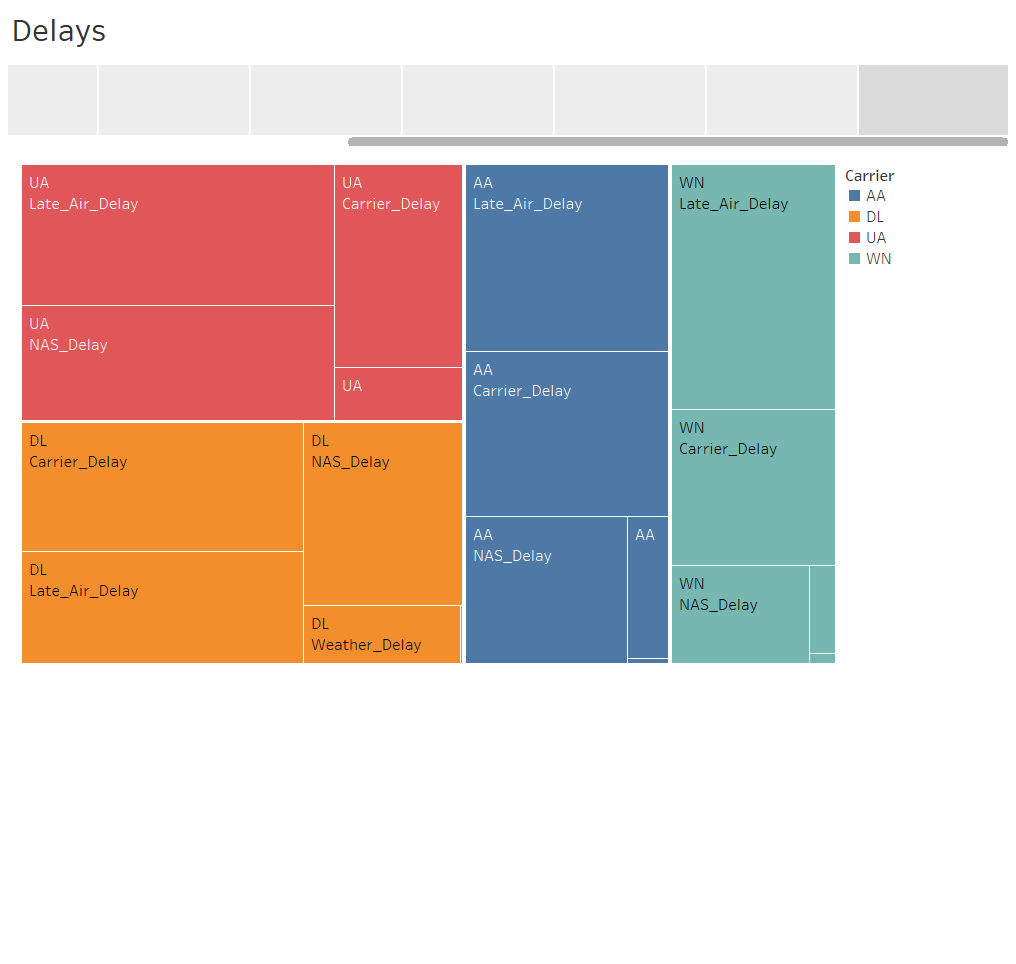 Delays
UA
Late_Air_Delay
UA
Carrier_Delay
UA
NAS_Delay
UA
DL
Carrier_Delay
DL
NAS_Delay
DL
Late_Air_Delay
DL
Weather_Delay
AA
Late_Air_Delay
AA
Carrier_Delay
AA
NAS_Delay
AA
WN
Late_Air_Delay
WN
Carrier_Delay
WN
NAS_Delay
Carrier
AA
DL
UA
WN